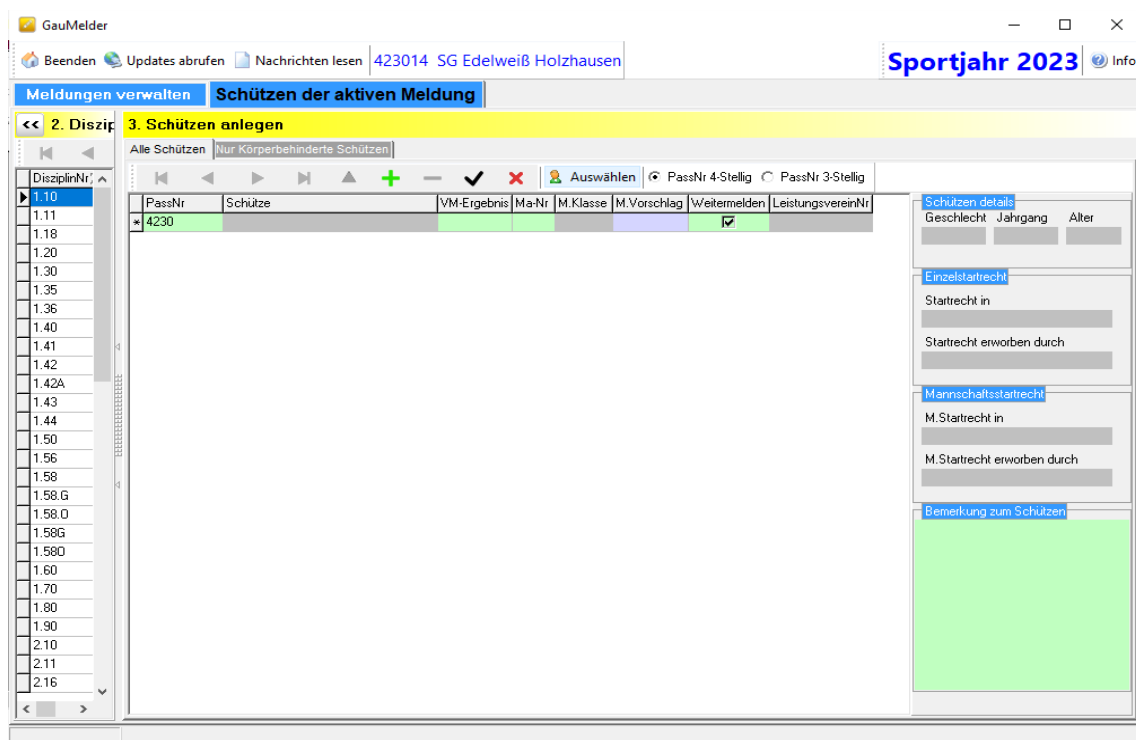 GauMelder
Beenden Updates abrufen Nachrichten lesen 423014 SG Edelweiß Holzhausen Sportjahr 2023 Info
Meldungen verwalten Schützen der aktiven Meldung
<< 2. Diszip 3. Schützen anlegen
Alle Schützen Nur Körperbehinderte Schützen
Auswählen PassNr 4-Stellig PassNr 3-Stellig
DisziplinNr
1.10
1.11
1.18
1.20
1.30
1.35
1.36
1.40
1.41
1.42
1.42A
1.43
1.44
1.50
1.56
1.58
1.58.G
1.58.O
1.58G
1.58O
1.60
1.70
1.80
1.90
2.10
2.11
2.16
PassNr Schütze VM-Ergebnis Ma-Nr M.Klasse M.Vorschlag Weitermelden LeistungsvereinNr
4230
Schützen details
Geschlecht Jahrgang Alter
Einzelstartrecht
Startrecht in
Startrecht erworben durch
Mannschaftsstartrecht
M.Startrecht in
M.Startrecht erworben durch
Bemerkung zum Schützen